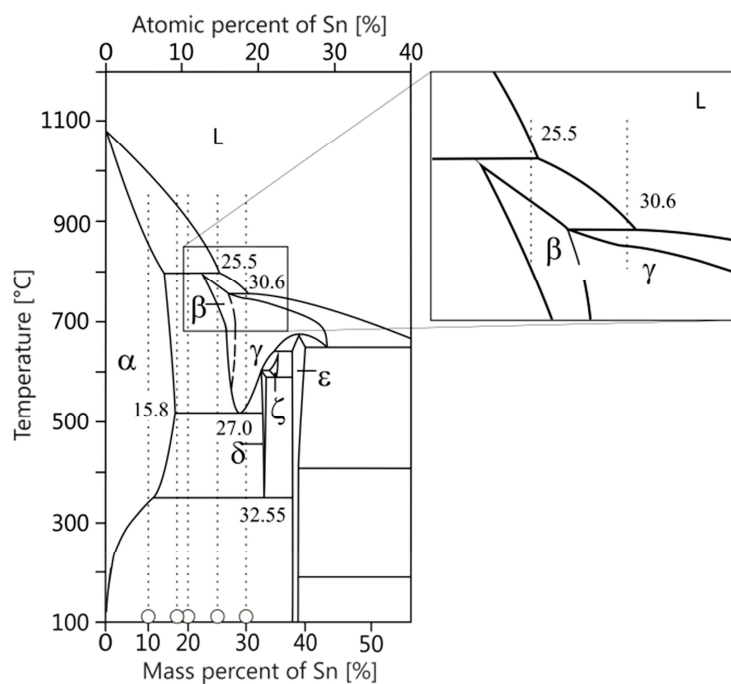 Atomic percent of Sn [%]
0 10 20 30 40
Temperature [°C]
1100
900
700
500
300
100
L
25.5
30.6
β
γ
α
ε
15.8
27.0
ζ
δ
32.55
0 10 20 30 40 50
Mass percent of Sn [%]
L
25.5
30.6
β
γ